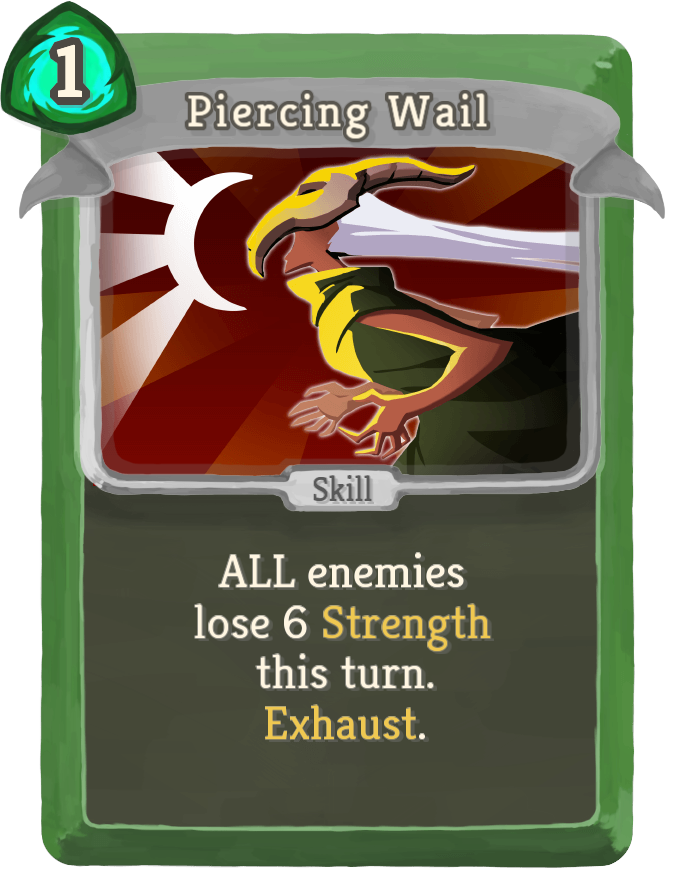 1
Piercing Wail
Skill
ALL enemies
lose 6 Strength
this turn.
Exhaust.